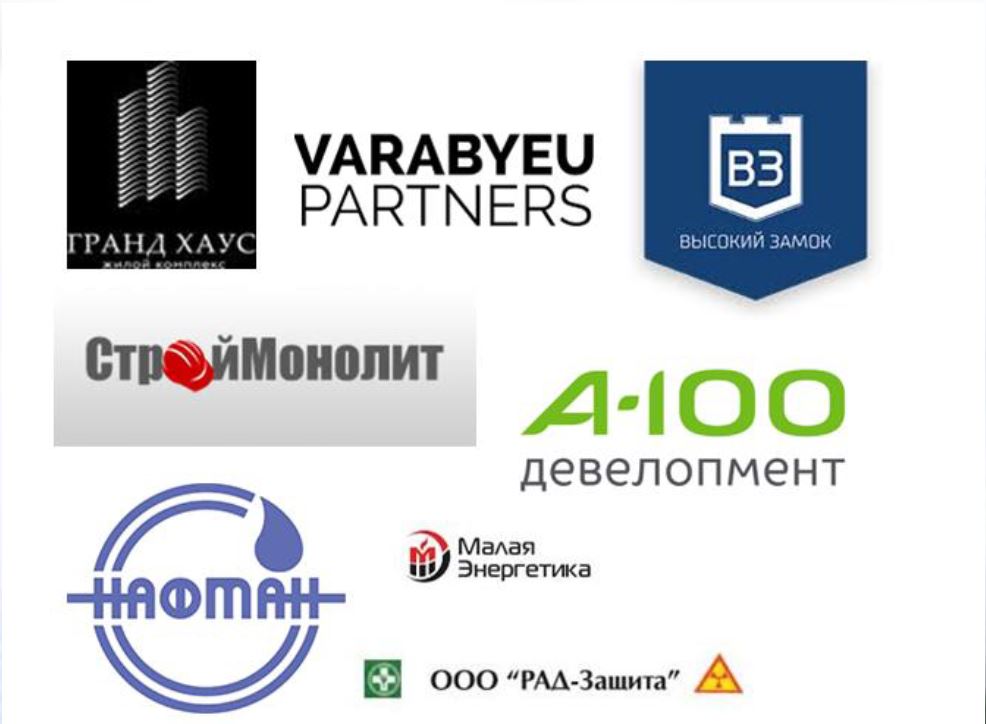 ГРАНД ХАУС
жилой комплекс
VARABYEU
PARTNERS
ВЗ
ВЫСОКИЙ ЗАМОК
СтройМонолит
А-100
девелопмент
НАФТАН
Малая
Энергетика
ООО “РАД-Защита”